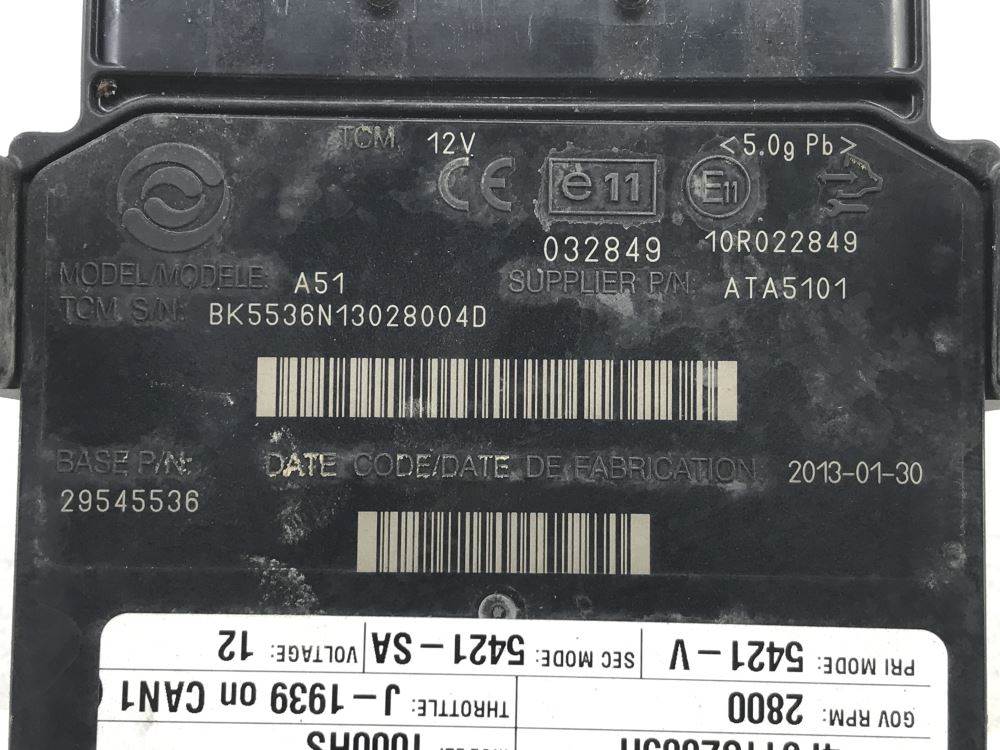 TCM 12V <5.0g Pb>
CE e11 E11
032849 10R022849
MODEL/MODELE: A51 SUPPLIER P/N: ATA5101
TCM S/N: BK5536N13028004D
BASE P/N: DATE CODE/DATE DE FABRICATION 2013-01-30
29545536
PRI MODE: 5421-V SEC MODE: 5421-SA VOLTAGE: 12
GOV RPM: 2800 THROTTLE: J-1939 on CAN1
1000HS